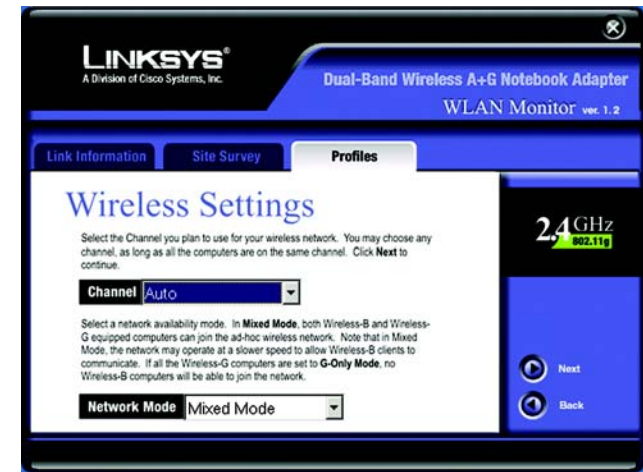 LINKSYS®
A Division of Cisco Systems, Inc.
Dual-Band Wireless A+G Notebook Adapter
WLAN Monitor ver. 1.2
Link Information
Site Survey
Profiles
Wireless Settings
Select the Channel you plan to use for your wireless network. You may choose any
channel, as long as all the computers are on the same channel. Click Next to
continue.
Channel Auto
Select a network availability mode. In Mixed Mode, both Wireless-B and Wireless-
G equipped computers can join the ad-hoc wireless network. Note that in Mixed
Mode, the network may operate at a slower speed to allow Wireless-B clients to
communicate. If all the Wireless-G computers are set to G-Only Mode, no
Wireless-B computers will be able to join the network.
Network Mode Mixed Mode
2.4 GHz
802.11g
Next
Back